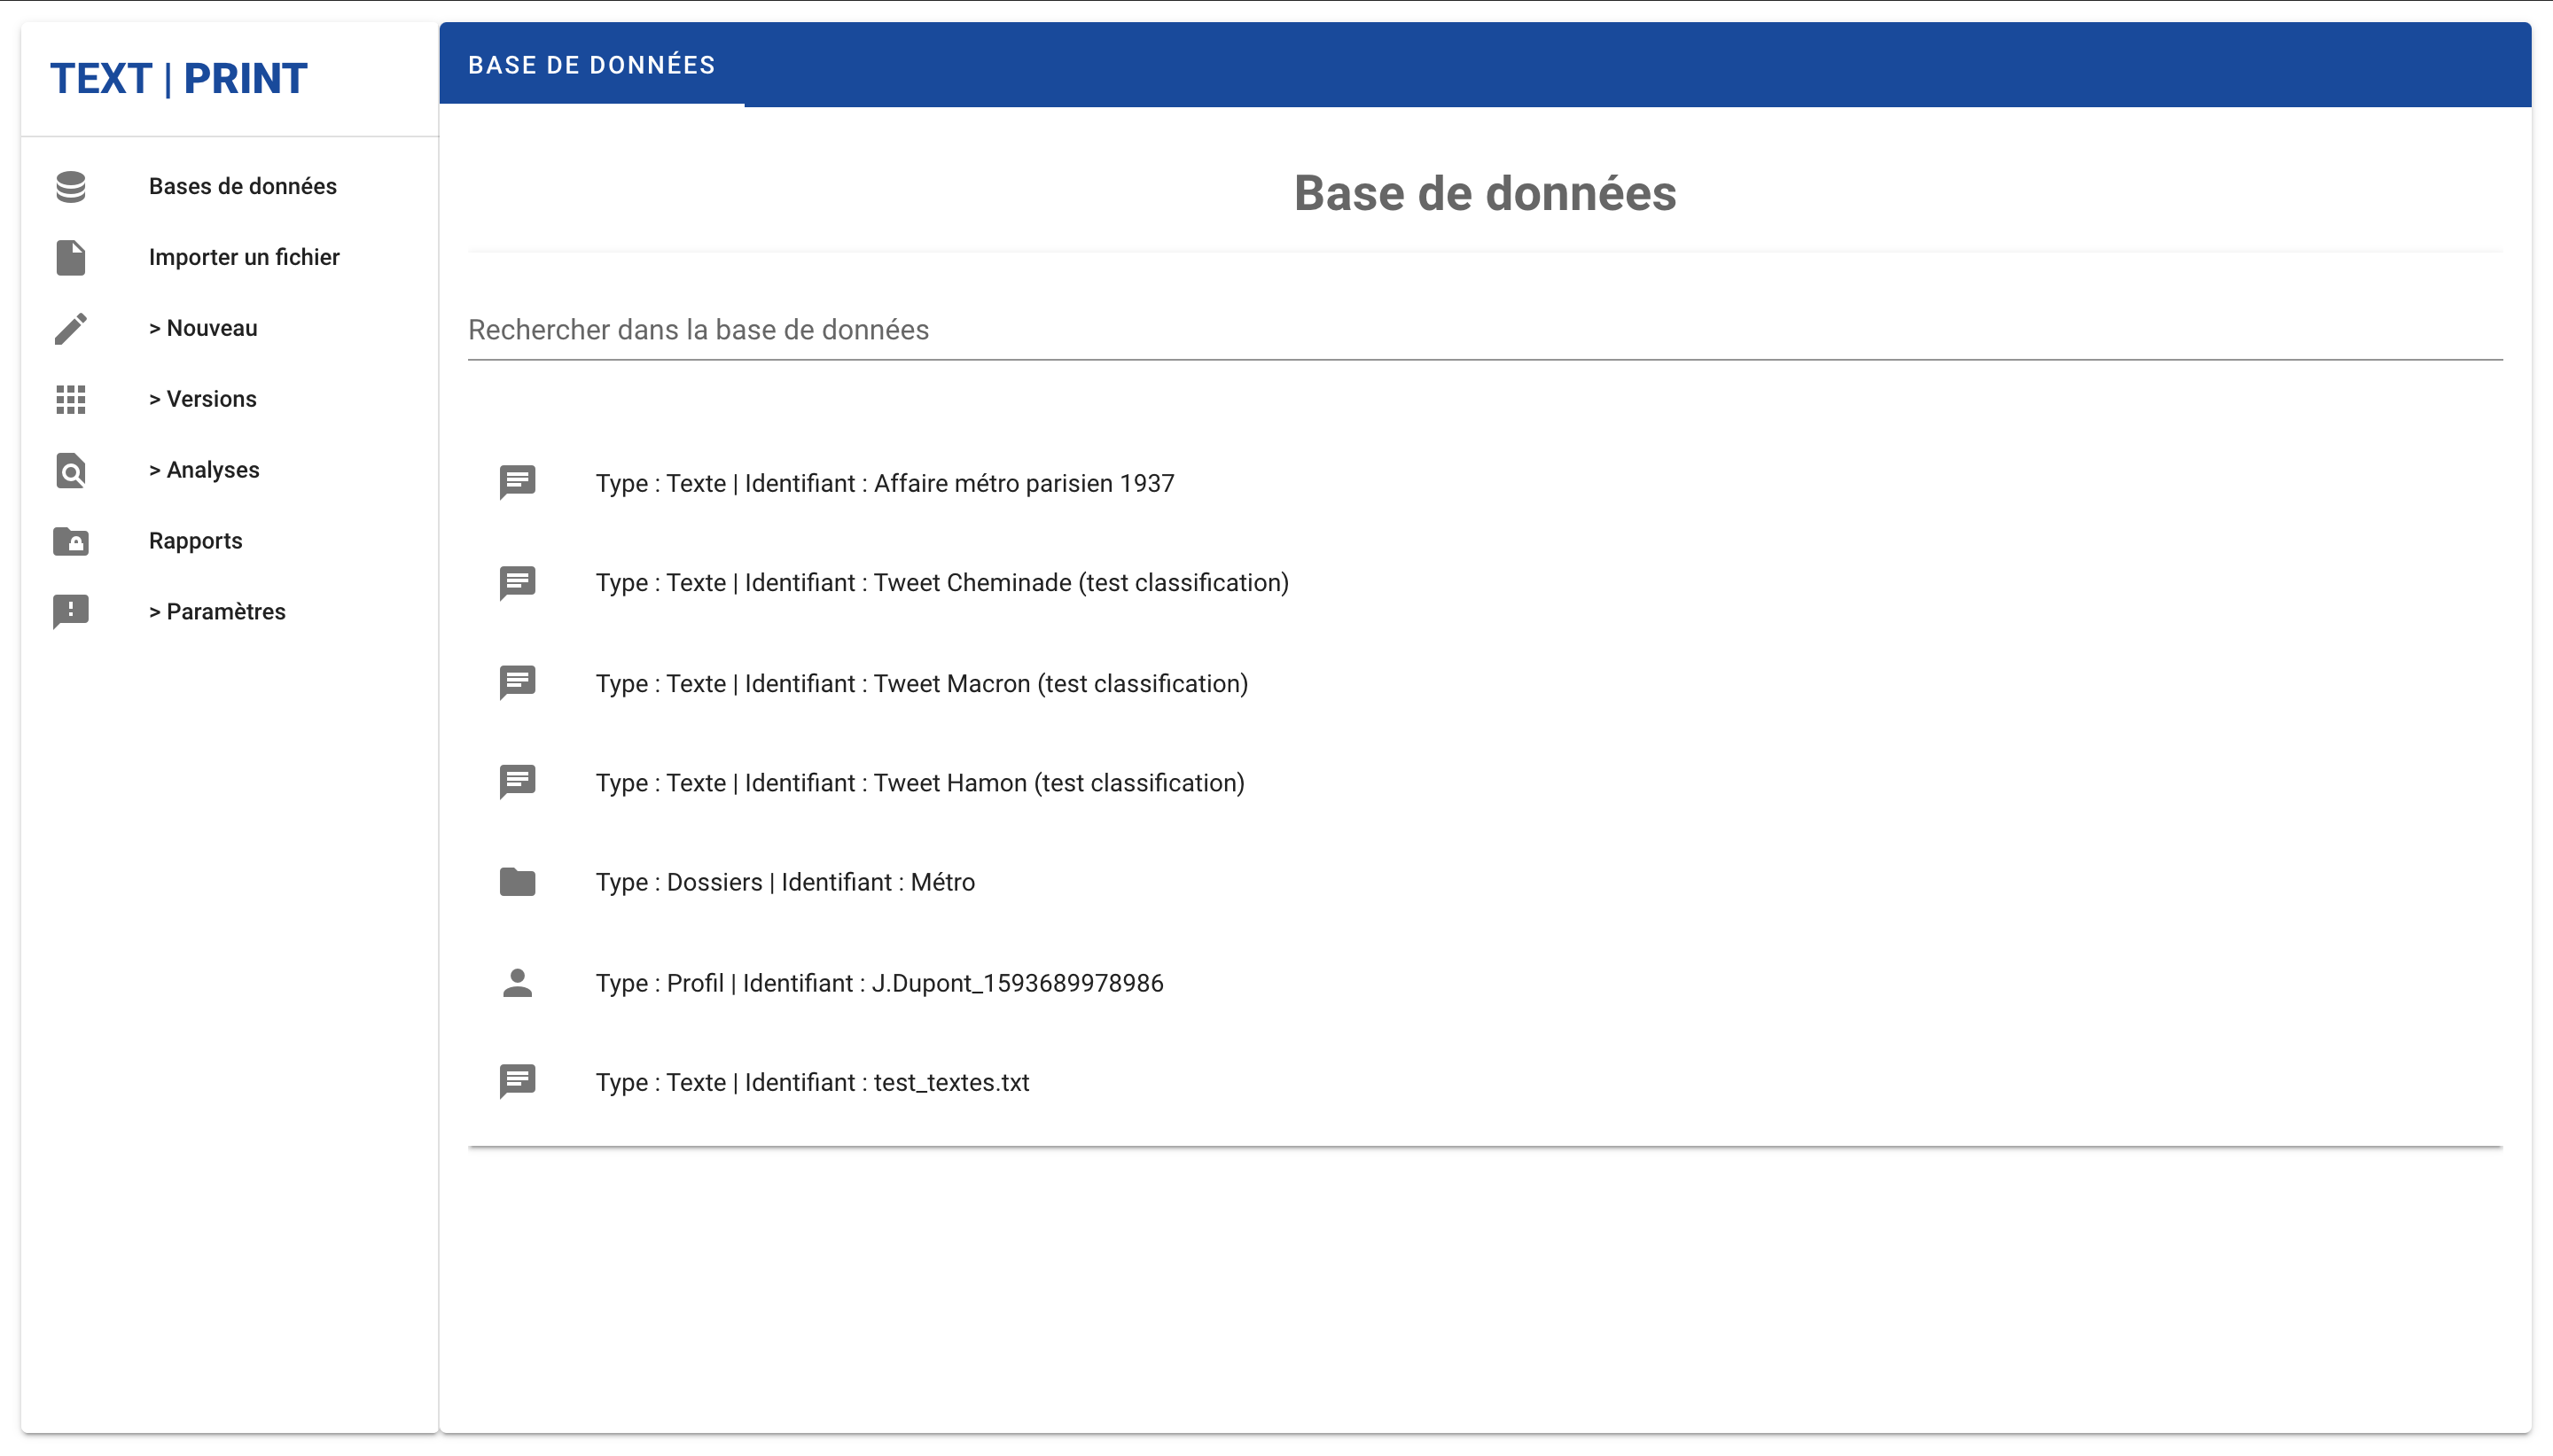 TEXT | PRINT
Bases de données
Importer un fichier
> Nouveau
> Versions
> Analyses
Rapports
> Paramètres
BASE DE DONNÉES
Base de données
Rechercher dans la base de données
Type : Texte | Identifiant : Affaire métro parisien 1937
Type : Texte | Identifiant : Tweet Cheminade (test classification)
Type : Texte | Identifiant : Tweet Macron (test classification)
Type : Texte | Identifiant : Tweet Hamon (test classification)
Type : Dossiers | Identifiant : Métro
Type : Profil | Identifiant : J.Dupont_1593689978986
Type : Texte | Identifiant : test_textes.txt